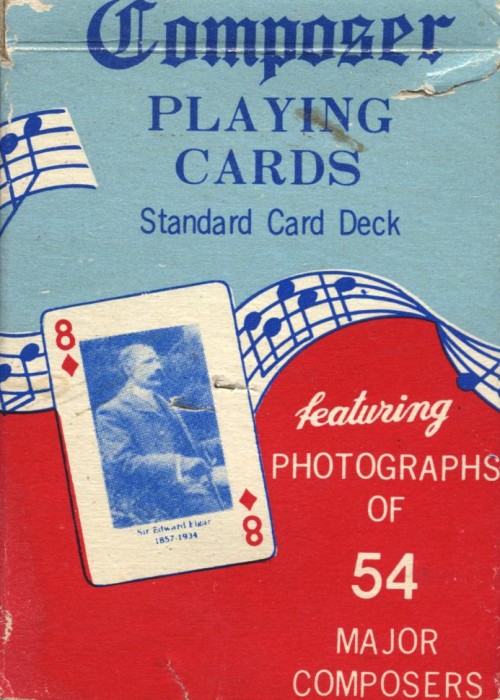 Composer
PLAYING
CARDS
Standard Card Deck
8
Sir Edward Elgar
1857-1934
8
featuring
PHOTOGRAPHS
OF
54
MAJOR
COMPOSERS